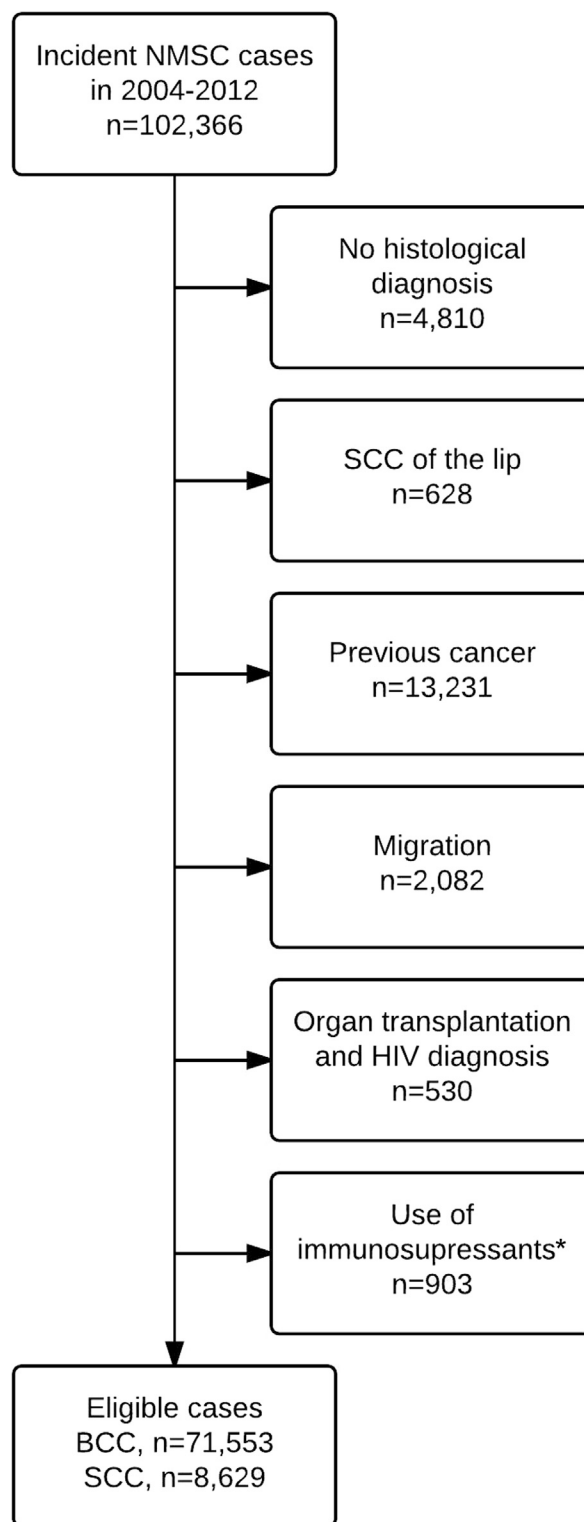 Incident NMSC cases
in 2004-2012
n=102,366
No histological
diagnosis
n=4,810
SCC of the lip
n=628
Previous cancer
n=13,231
Migration
n=2,082
Organ transplantation
and HIV diagnosis
n=530
Use of
immunosupressants*
n=903
Eligible cases
BCC, n=71,553
SCC, n=8,629